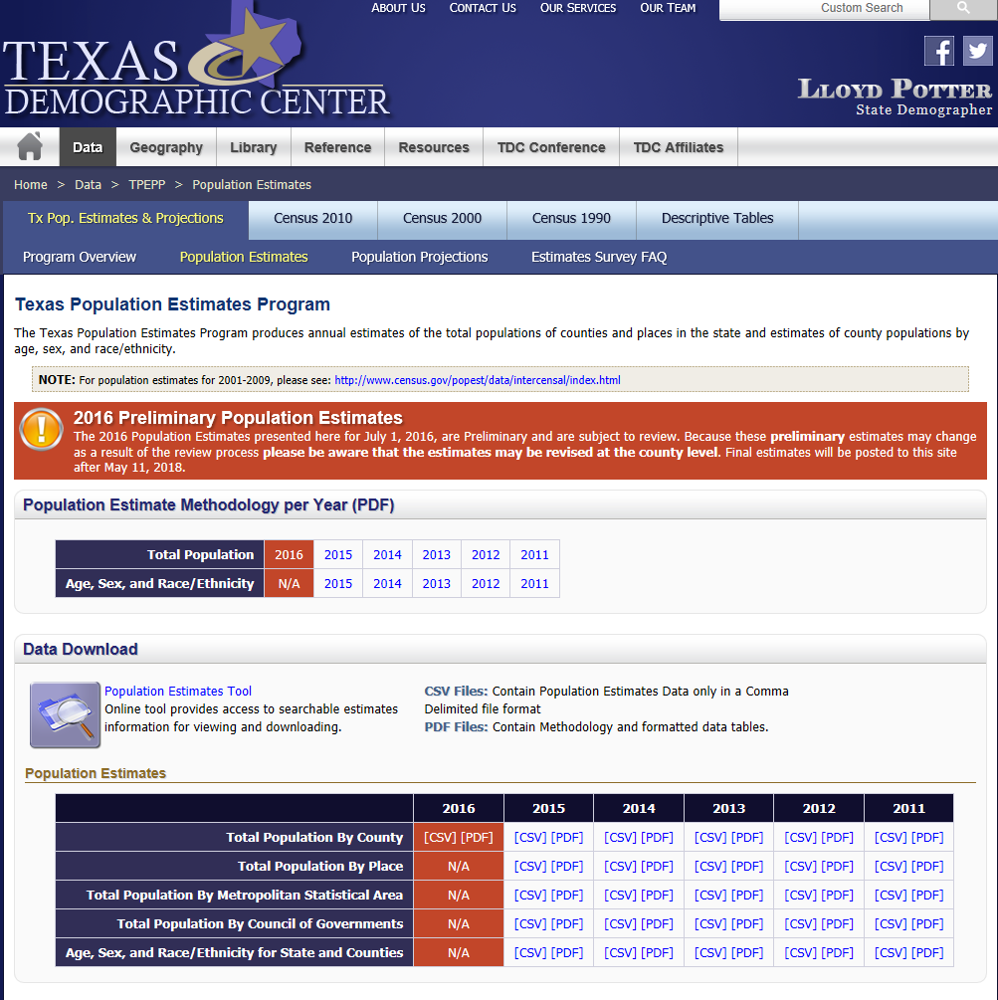 About Us Contact Us Our Services Our Team
Custom Search
TEXAS
DEMOGRAPHIC CENTER
Lloyd Potter
State Demographer
Data Geography Library Reference Resources TDC Conference TDC Affiliates
Home > Data > TPEPP > Population Estimates
Tx Pop. Estimates & Projections Census 2010 Census 2000 Census 1990 Descriptive Tables
Program Overview Population Estimates Population Projections Estimates Survey FAQ
Texas Population Estimates Program
The Texas Population Estimates Program produces annual estimates of the total populations of counties and places in the state and estimates of county populations by
age, sex, and race/ethnicity.
NOTE: For population estimates for 2001-2009, please see: http://www.census.gov/popest/data/intercensal/index.html
2016 Preliminary Population Estimates
The 2016 Population Estimates presented here for July 1, 2016, are Preliminary and are subject to review. Because these preliminary estimates may change
as a result of the review process please be aware that the estimates may be revised at the county level. Final estimates will be posted to this site
after May 11, 2018.
Population Estimate Methodology per Year (PDF)
Total Population 2016 2015 2014 2013 2012 2011
Age, Sex, and Race/Ethnicity N/A 2015 2014 2013 2012 2011
Data Download
Population Estimates Tool
Online tool provides access to searchable estimates
information for viewing and downloading.
CSV Files: Contain Population Estimates Data only in a Comma
Delimited file format
PDF Files: Contain Methodology and formatted data tables.
Population Estimates
2016 2015 2014 2013 2012 2011
Total Population By County [CSV] [PDF] [CSV] [PDF] [CSV] [PDF] [CSV] [PDF] [CSV] [PDF] [CSV] [PDF]
Total Population By Place N/A [CSV] [PDF] [CSV] [PDF] [CSV] [PDF] [CSV] [PDF] [CSV] [PDF]
Total Population By Metropolitan Statistical Area N/A [CSV] [PDF] [CSV] [PDF] [CSV] [PDF] [CSV] [PDF] [CSV] [PDF]
Total Population By Council of Governments N/A [CSV] [PDF] [CSV] [PDF] [CSV] [PDF] [CSV] [PDF] [CSV] [PDF]
Age, Sex, and Race/Ethnicity for State and Counties N/A [CSV] [PDF] [CSV] [PDF] [CSV] [PDF] [CSV] [PDF] [CSV] [PDF]